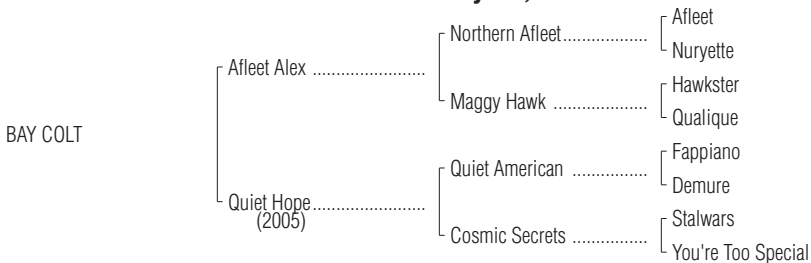 Afleet
Northern Afleet..................
Nuryette
Afleet Alex ........................
Hawkster
Maggy Hawk ....................
Qualique
BAY COLT
Fappiano
Quiet American ................
Demure
Quiet Hope........................
(2005)
Stalwars
Cosmic Secrets ................
You're Too Special